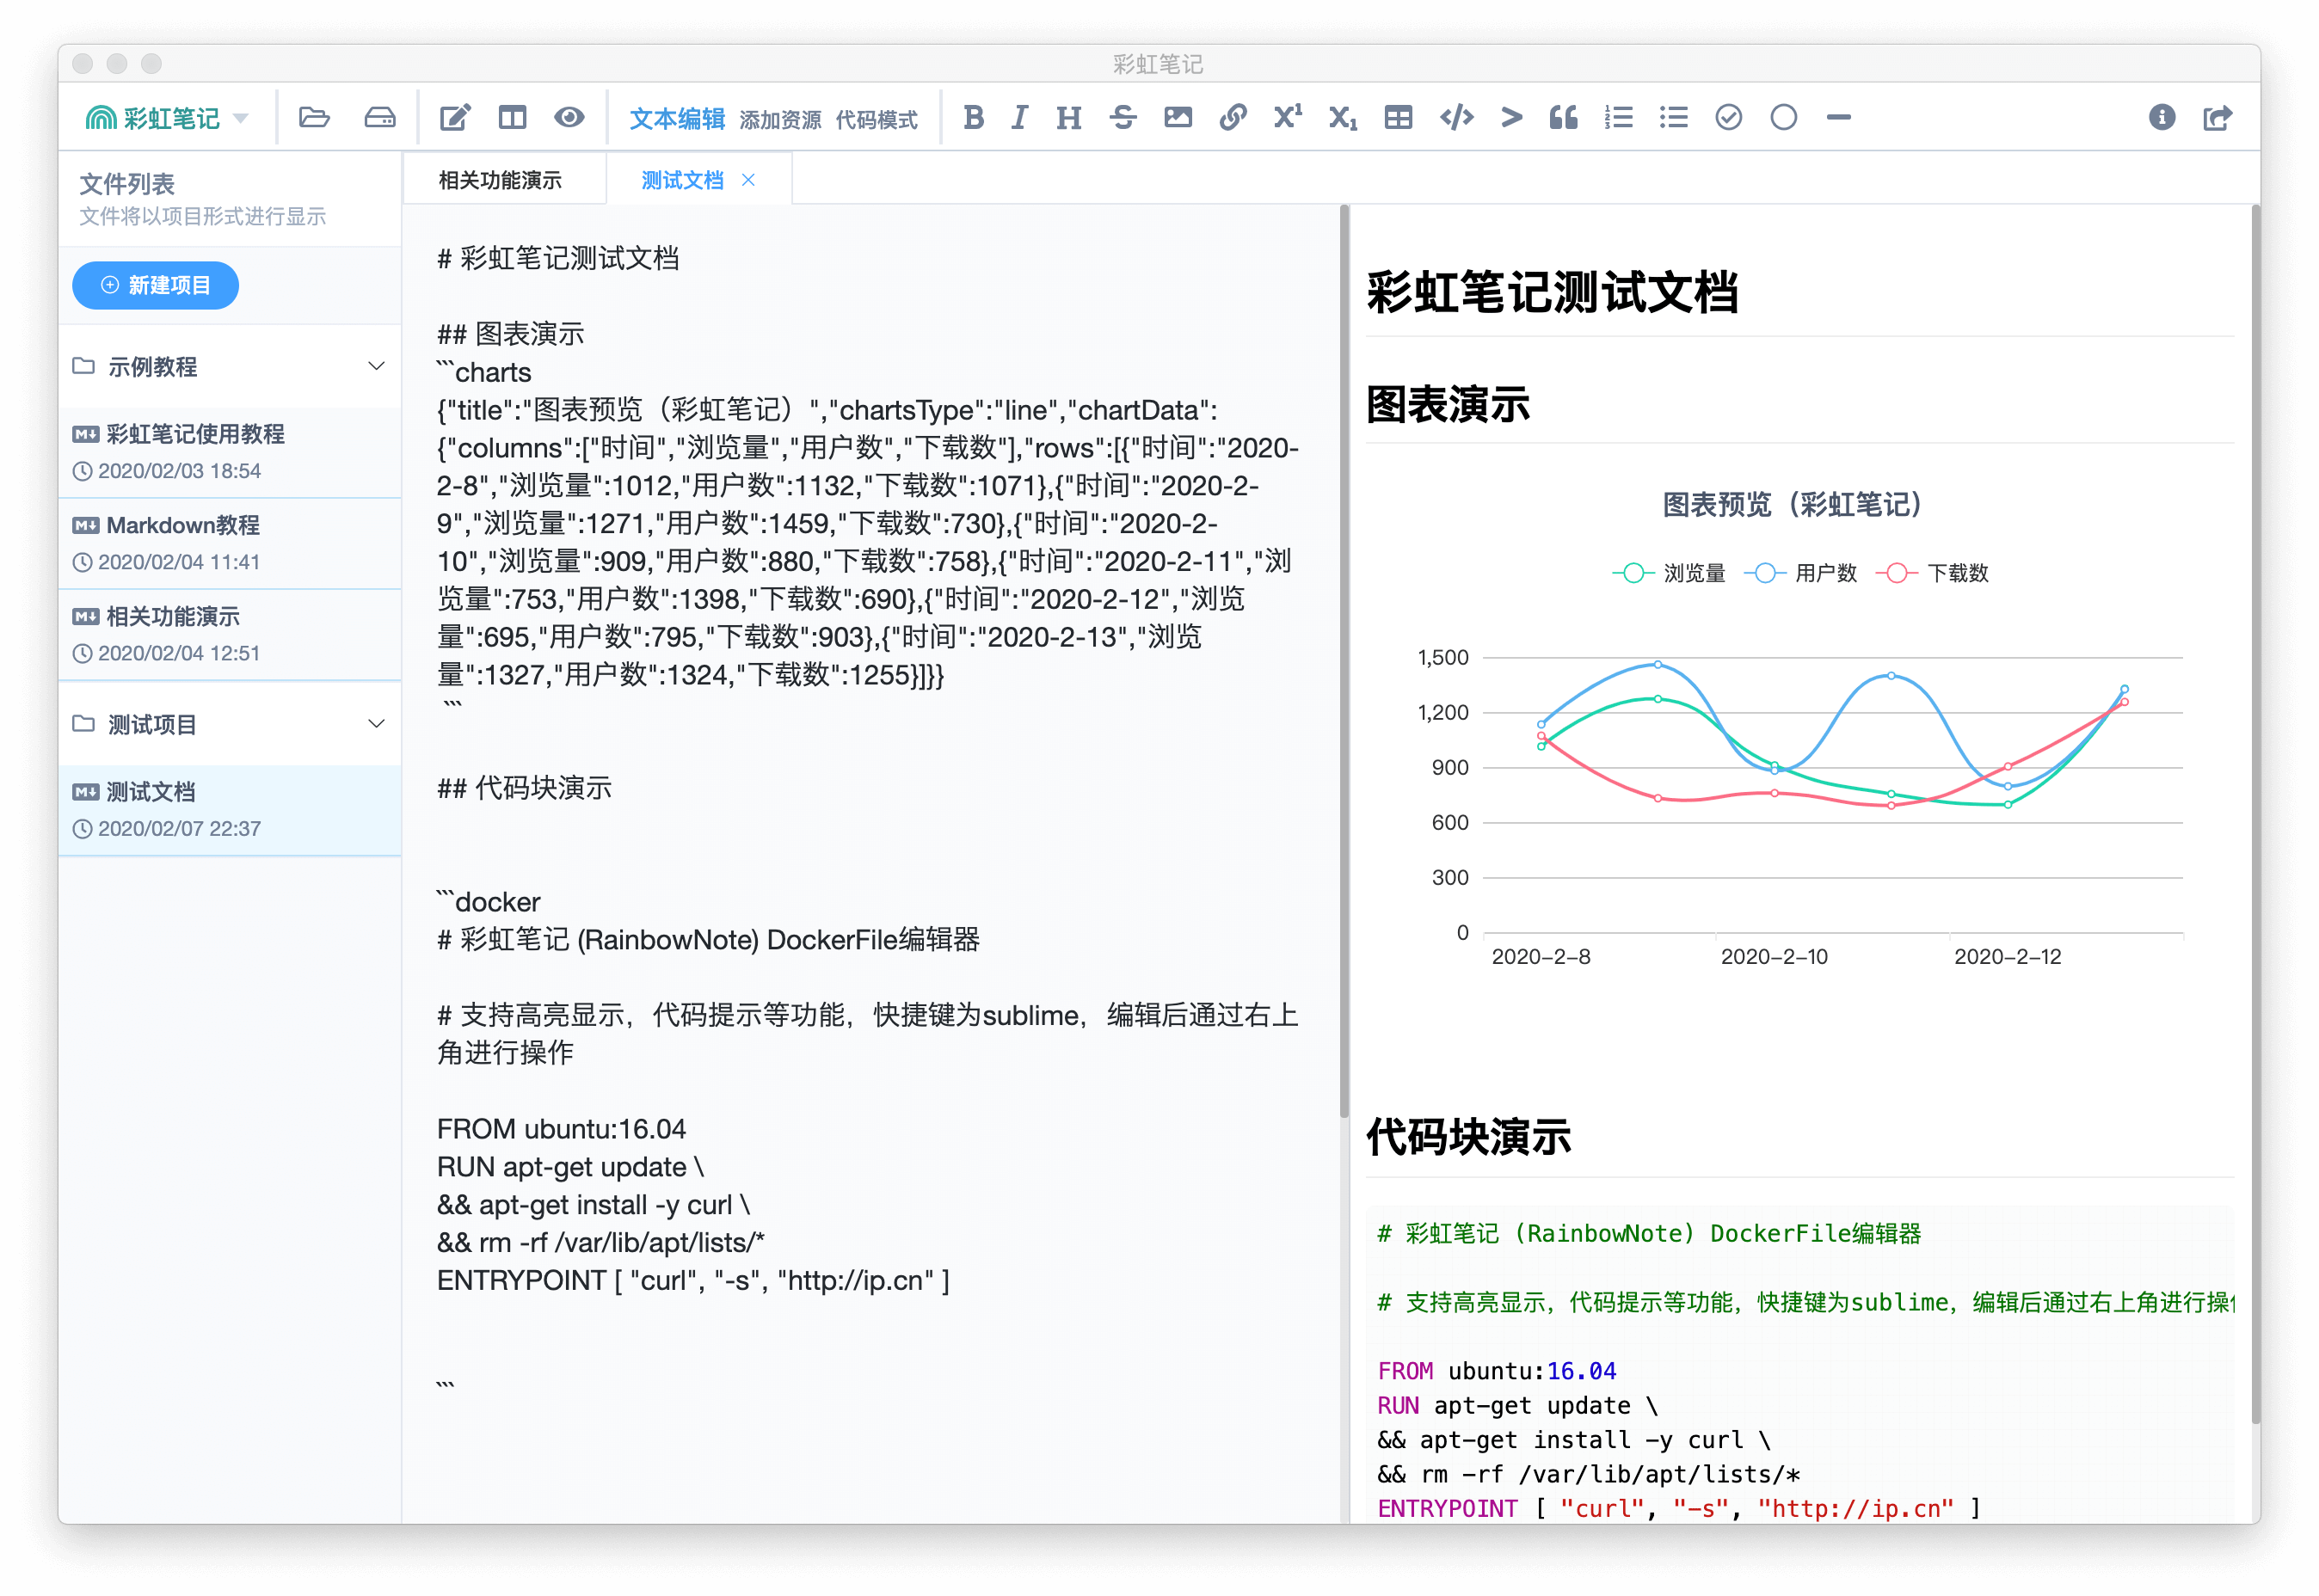 彩虹笔记
彩虹笔记
文本编辑 添加资源 代码模式
文件列表
文件将以项目形式进行显示
新建项目
示例教程
彩虹笔记使用教程
2020/02/03 18:54
Markdown教程
2020/02/04 11:41
相关功能演示
2020/02/04 12:51
测试项目
测试文档
2020/02/07 22:37
相关功能演示
测试文档
# 彩虹笔记测试文档
## 图表演示
```charts
{"title":"图表预览（彩虹笔记）","chartsType":"line","chartData":
{"columns":["时间","浏览量","用户数","下载数"],"rows":[{"时间":"2020-
2-8","浏览量":1012,"用户数":1132,"下载数":1071},{"时间":"2020-2-
9","浏览量":1271,"用户数":1459,"下载数":730},{"时间":"2020-2-
10","浏览量":909,"用户数":880,"下载数":758},{"时间":"2020-2-11","浏
览量":753,"用户数":1398,"下载数":690},{"时间":"2020-2-12","浏览
量":695,"用户数":795,"下载数":903},{"时间":"2020-2-13","浏览
量":1327,"用户数":1324,"下载数":1255}]}}
```
## 代码块演示
```docker
# 彩虹笔记 (RainbowNote) DockerFile编辑器
# 支持高亮显示，代码提示等功能，快捷键为sublime，编辑后通过右上
角进行操作
FROM ubuntu:16.04
RUN apt-get update \
&& apt-get install -y curl \
&& rm -rf /var/lib/apt/lists/*
ENTRYPOINT [ "curl", "-s", "http://ip.cn" ]
```
彩虹笔记测试文档
图表演示
图表预览（彩虹笔记）
浏览量 用户数 下载数
1,500
1,200
900
600
300
0
2020-2-8 2020-2-10 2020-2-12
代码块演示
# 彩虹笔记 (RainbowNote) DockerFile编辑器
# 支持高亮显示，代码提示等功能，快捷键为sublime，编辑后通过右上角进行操
FROM ubuntu:16.04
RUN apt-get update \
&& apt-get install -y curl \
&& rm -rf /var/lib/apt/lists/*
ENTRYPOINT [ "curl", "-s", "http://ip.cn" ]